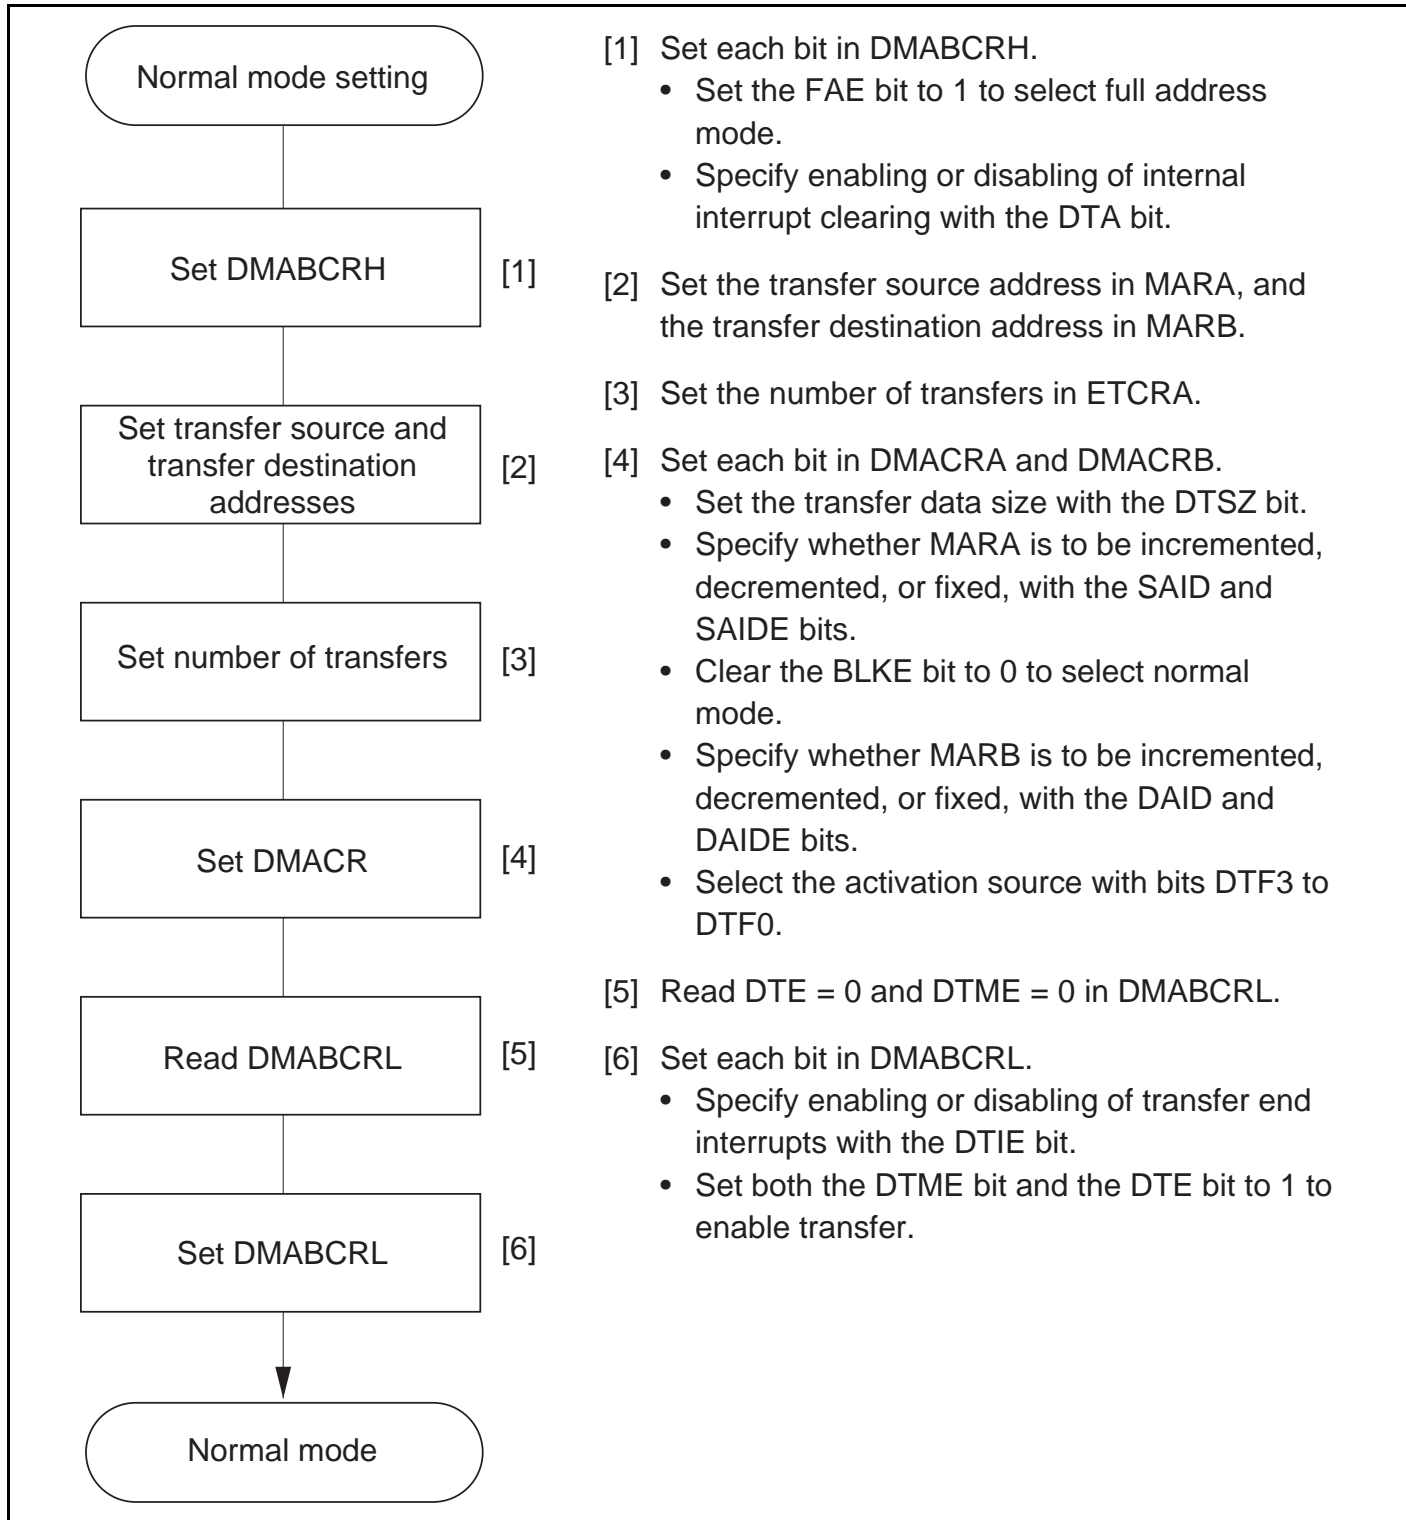 Normal mode setting
Set DMABCRH
[1]
Set transfer source and
transfer destination
addresses
[2]
Set number of transfers
[3]
Set DMACR
[4]
Read DMABCRL
[5]
Set DMABCRL
[6]
Normal mode
[1] Set each bit in DMABCRH.
• Set the FAE bit to 1 to select full address
mode.
• Specify enabling or disabling of internal
interrupt clearing with the DTA bit.
[2] Set the transfer source address in MARA, and
the transfer destination address in MARB.
[3] Set the number of transfers in ETCRA.
[4] Set each bit in DMACRA and DMACRB.
• Set the transfer data size with the DTSZ bit.
• Specify whether MARA is to be incremented,
decremented, or fixed, with the SAID and
SAIDE bits.
• Clear the BLKE bit to 0 to select normal
mode.
• Specify whether MARB is to be incremented,
decremented, or fixed, with the DAID and
DAIDE bits.
• Select the activation source with bits DTF3 to
DTF0.
[5] Read DTE = 0 and DTME = 0 in DMABCRL.
[6] Set each bit in DMABCRL.
• Specify enabling or disabling of transfer end
interrupts with the DTIE bit.
• Set both the DTME bit and the DTE bit to 1 to
enable transfer.